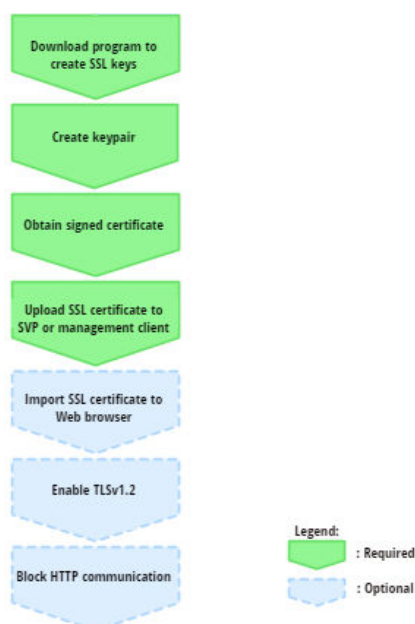 Download program to
create SSL keys
Create keypair
Obtain signed certificate
Upload SSL certificate to
SVP or management client
Import SSL certificate to
Web browser
Enable TLSv1.2
Block HTTP communication
Legend:
: Required
: Optional